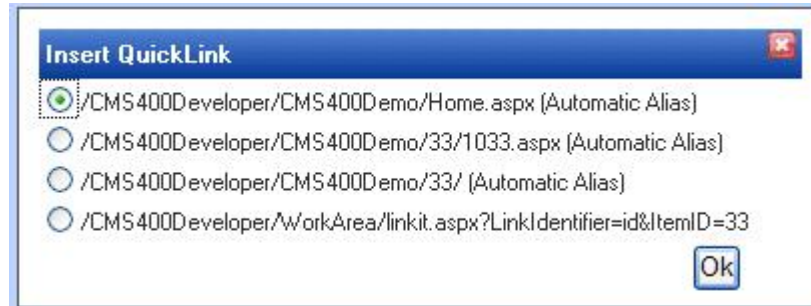 Insert QuickLink
/CMS400Developer/CMS400Demo/Home.aspx (Automatic Alias)
/CMS400Developer/CMS400Demo/33/1033.aspx (Automatic Alias)
/CMS400Developer/CMS400Demo/33/ (Automatic Alias)
/CMS400Developer/WorkArea/linkit.aspx?LinkIdentifier=id&ItemID=33
Ok